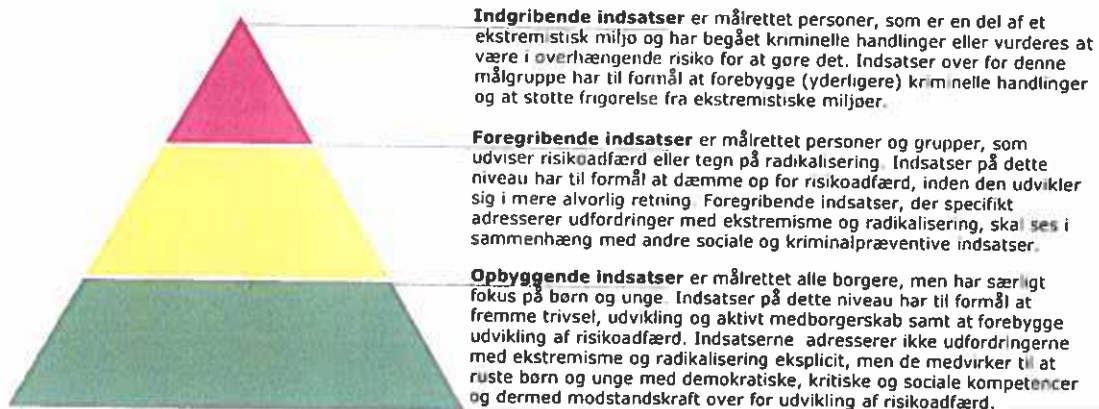 Indgribende indsatser er målrettet personer, som er en del af et
ekstremistisk miljø og har begået kriminelle handlinger eller vurderes at
være i overhængende risiko for at gøre det. Indsatser over for denne
målgruppe har til formål at forebygge (yderligere) kriminelle handlinger
og at støtte frigørelse fra ekstremistiske miljøer.
Foregribende indsatser er målrettet personer og grupper, som
udviser risikoadfærd eller tegn på radikalisering. Indsatser på dette
niveau har til formål at dæmme op for risikoadfærd, inden den udvikler
sig i mere alvorlig retning. Foregribende indsatser, der specifikt
adresserer udfordringer med ekstremisme og radikalisering, skal ses i
sammenhæng med andre sociale og kriminalpræventive indsatser.
Opbyggende indsatser er målrettet alle borgere, men har særligt
fokus på børn og unge. Indsatser på dette niveau har til formål at
fremme trivsel, udvikling og aktivt medborgerskab samt at forebygge
udvikling af risikoadfærd. Indsatserne adresserer ikke udfordringerne
med ekstremisme og radikalisering eksplicit, men de medvirker til at
ruste børn og unge med demokratiske, kritiske og sociale kompetencer
og dermed modstandskraft over for udvikling af risikoadfærd.